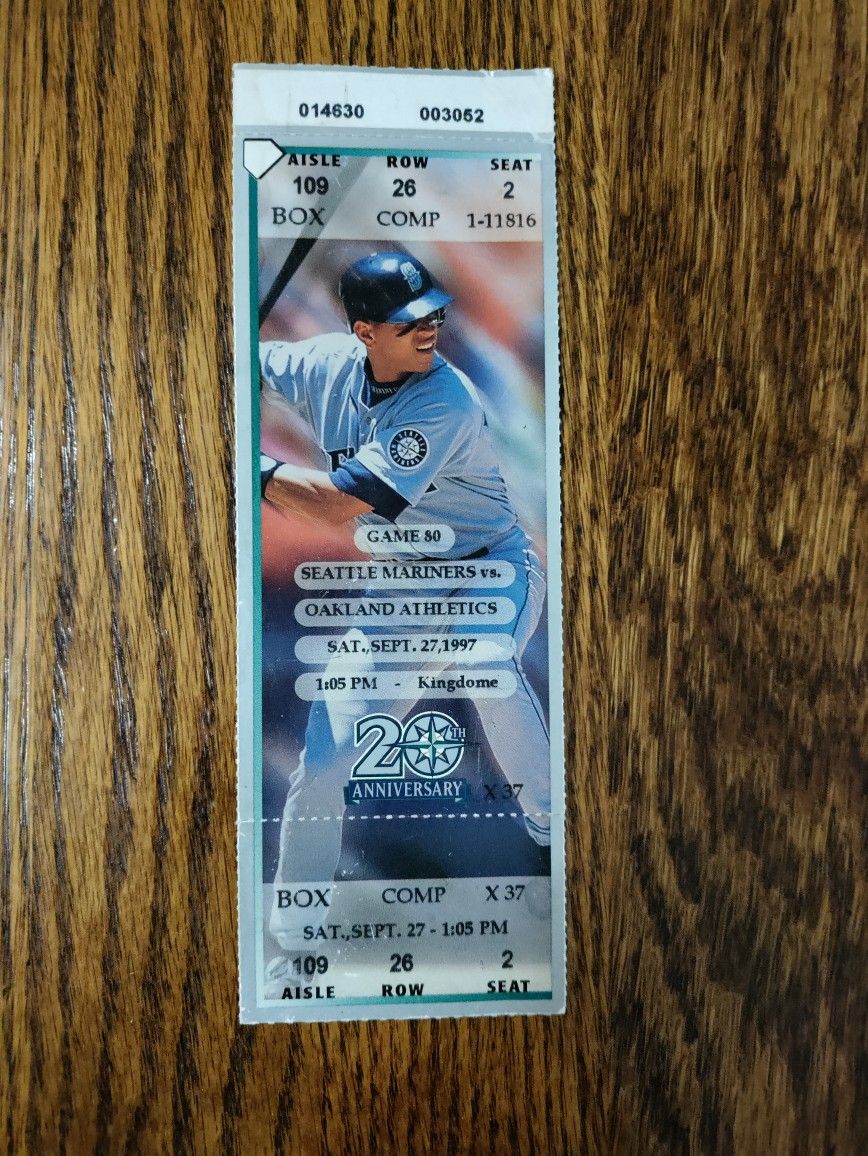 014630 003052
AISLE ROW SEAT
109 26 2
BOX COMP 1-11816
S
GAME 80
SEATTLE MARINERS vs.
OAKLAND ATHLETICS
SAT.,SEPT. 27,1997
1:05 PM - Kingdome
20TH
ANNIVERSARY X 37
BOX COMP X 37
SAT.,SEPT. 27 - 1:05 PM
109 26 2
AISLE ROW SEAT